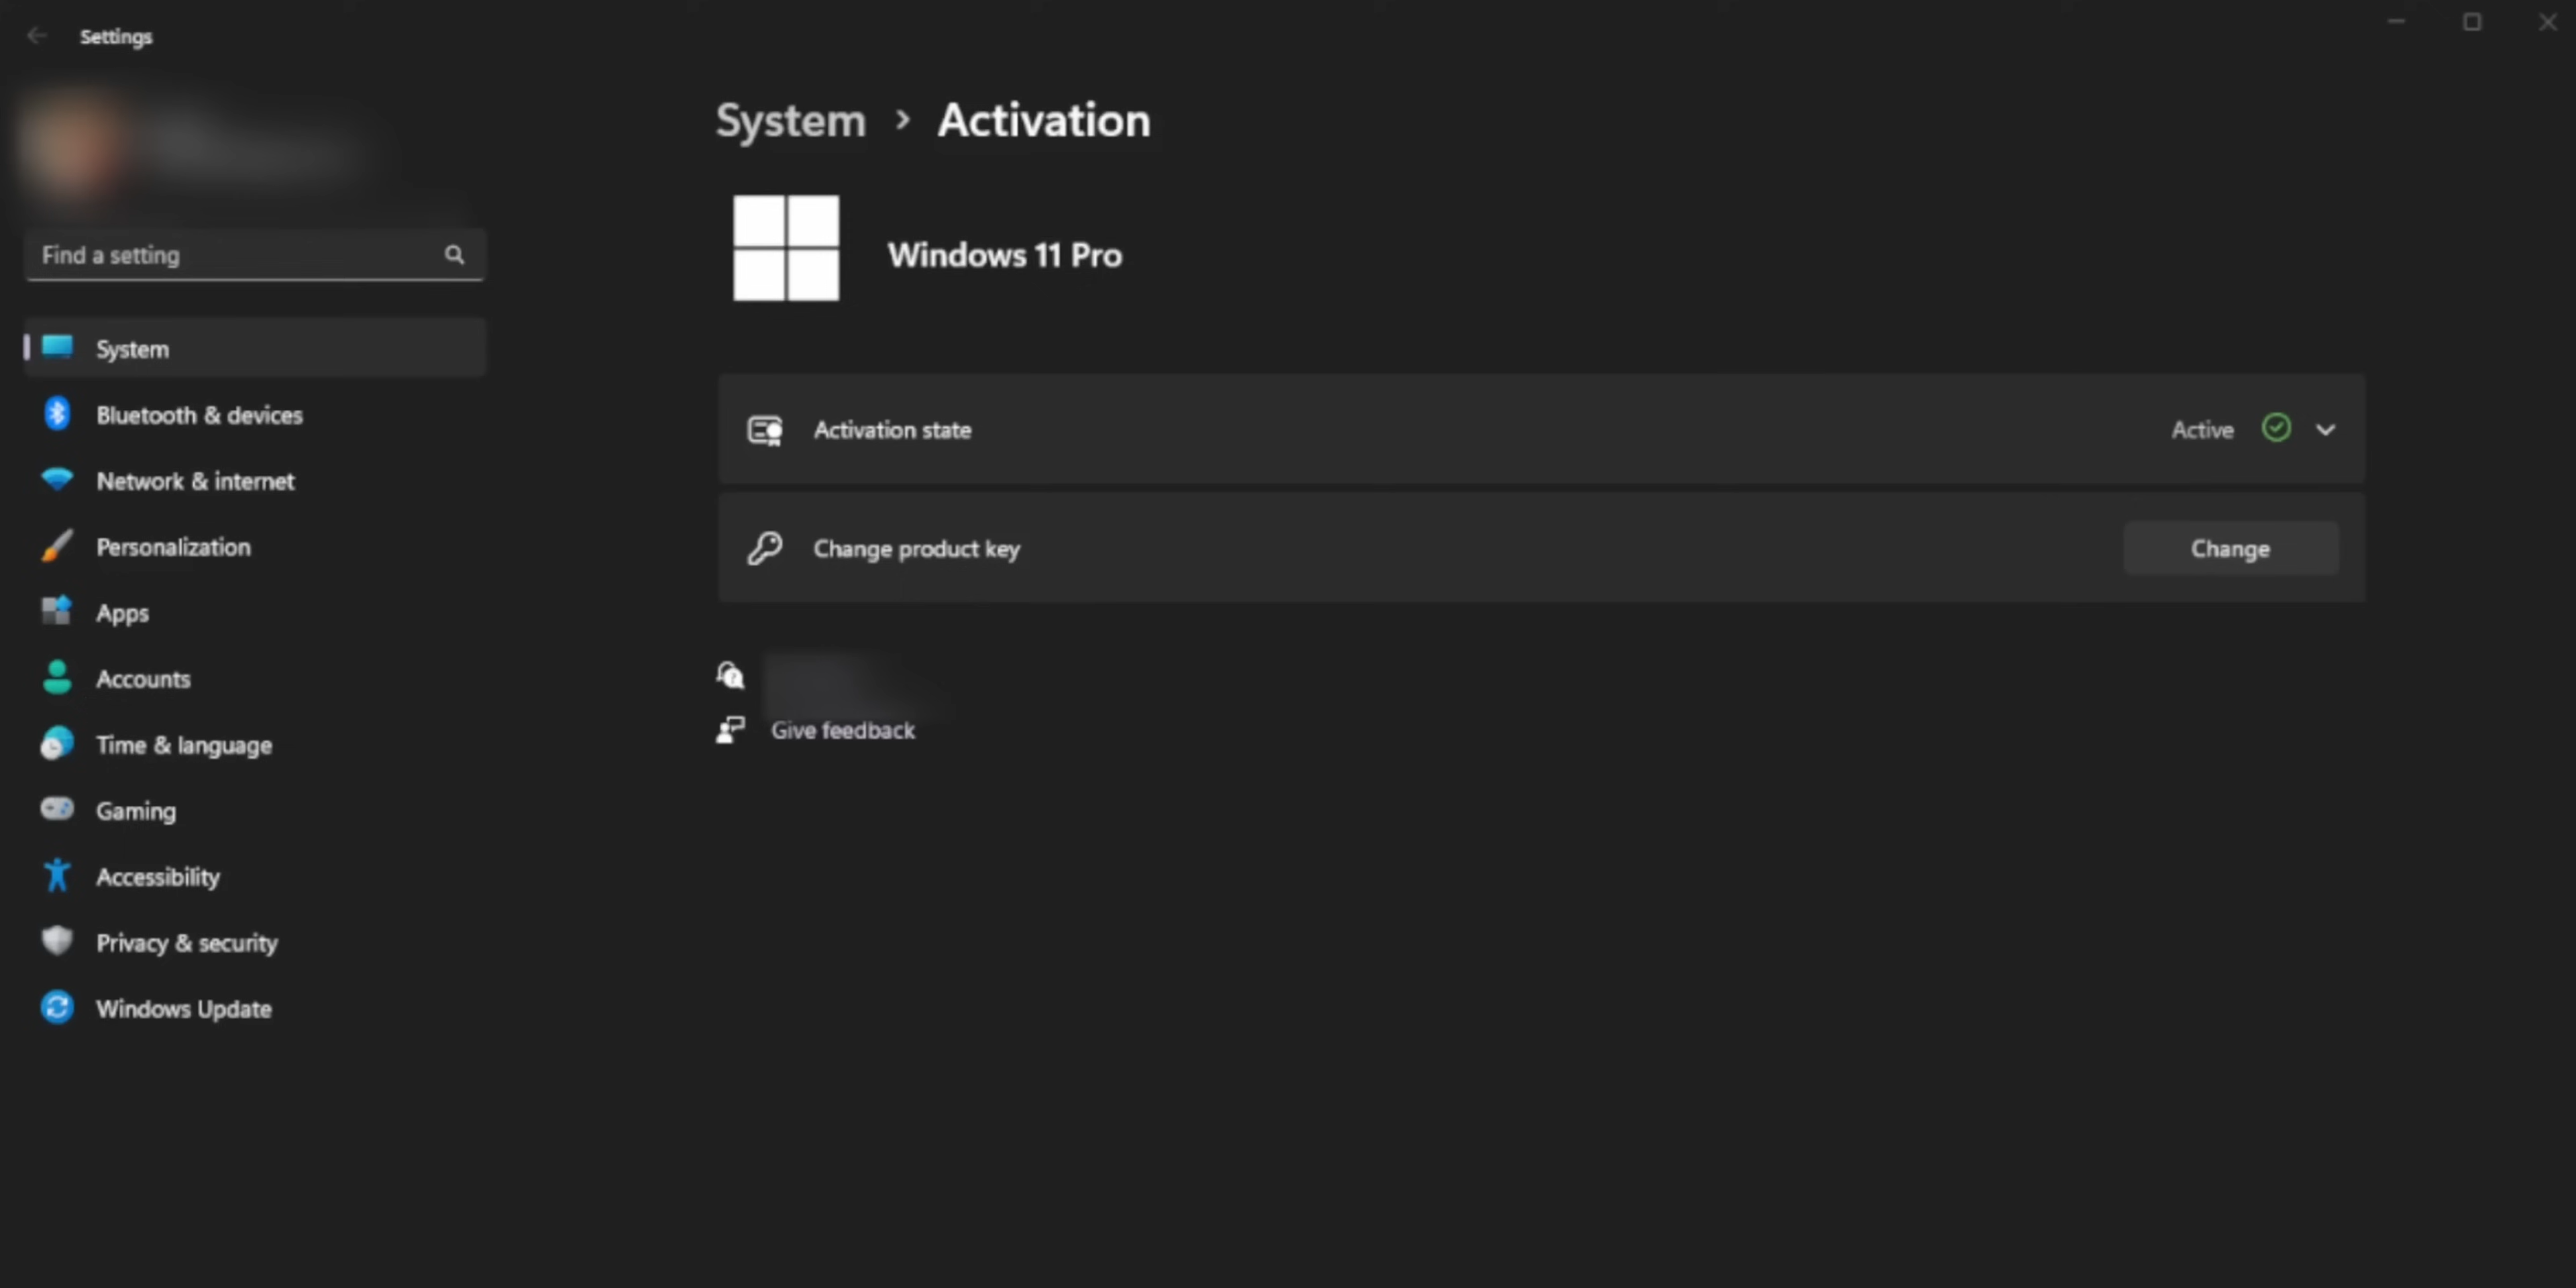 Settings
Find a setting
System
Bluetooth & devices
Network & internet
Personalization
Apps
Accounts
Time & language
Gaming
Accessibility
Privacy & security
Windows Update
System > Activation
Windows 11 Pro
Activation state Active
Change product key Change
Give feedback